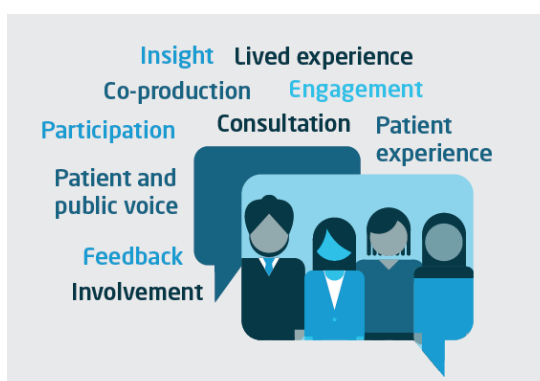 Insight
Lived experience
Co-production
Engagement
Participation
Consultation
Patient
experience
Patient and
public voice
Feedback
Involvement